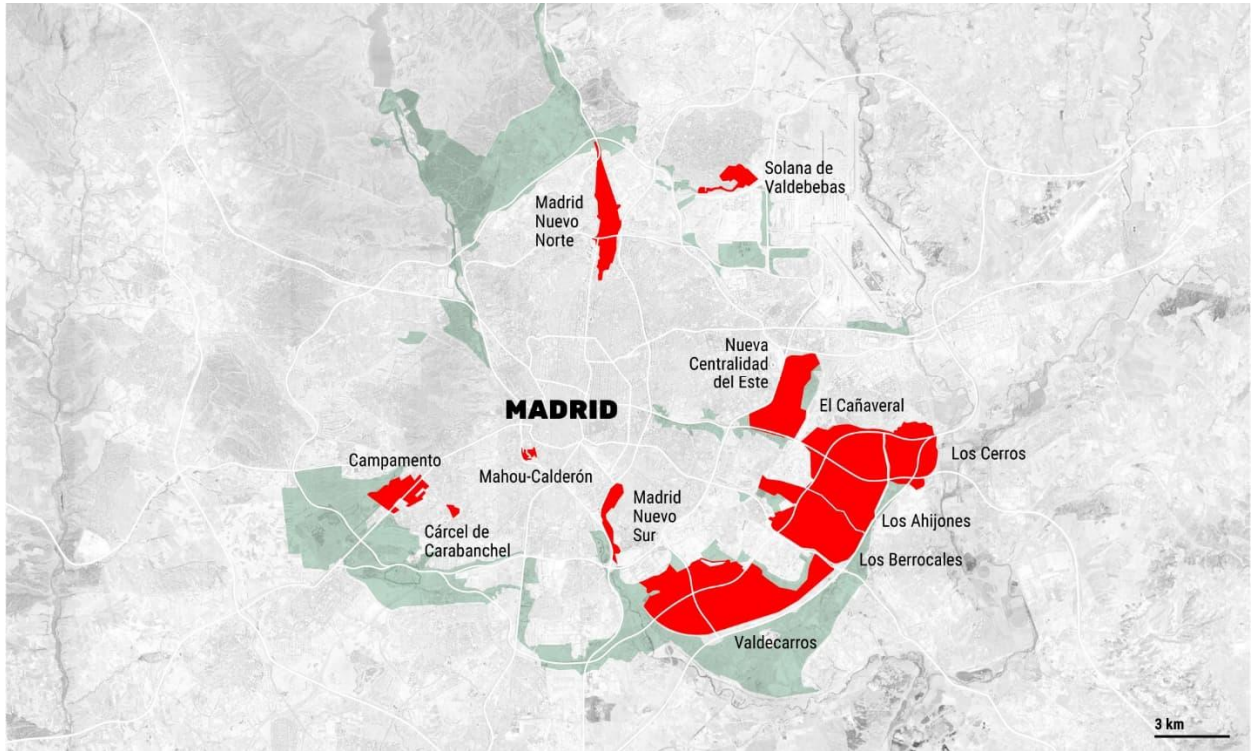 Solana de
Valdebebas
Madrid
Nuevo
Norte
Nueva
Centralidad
del Este
MADRID
El Cañaveral
Los Cerros
Campamento
Mahou-Calderón
Madrid
Nuevo
Sur
Cárcel de
Carabanchel
Los Ahijones
Los Berrocales
Valdecarros
3 km